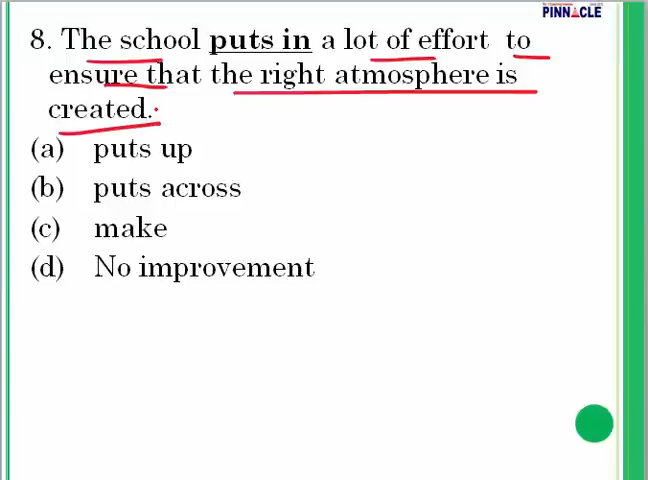 PINNACLE
8. The school puts in a lot of effort to
ensure that the right atmosphere is
created.
(a) puts up
(b) puts across
(c) make
(d) No improvement